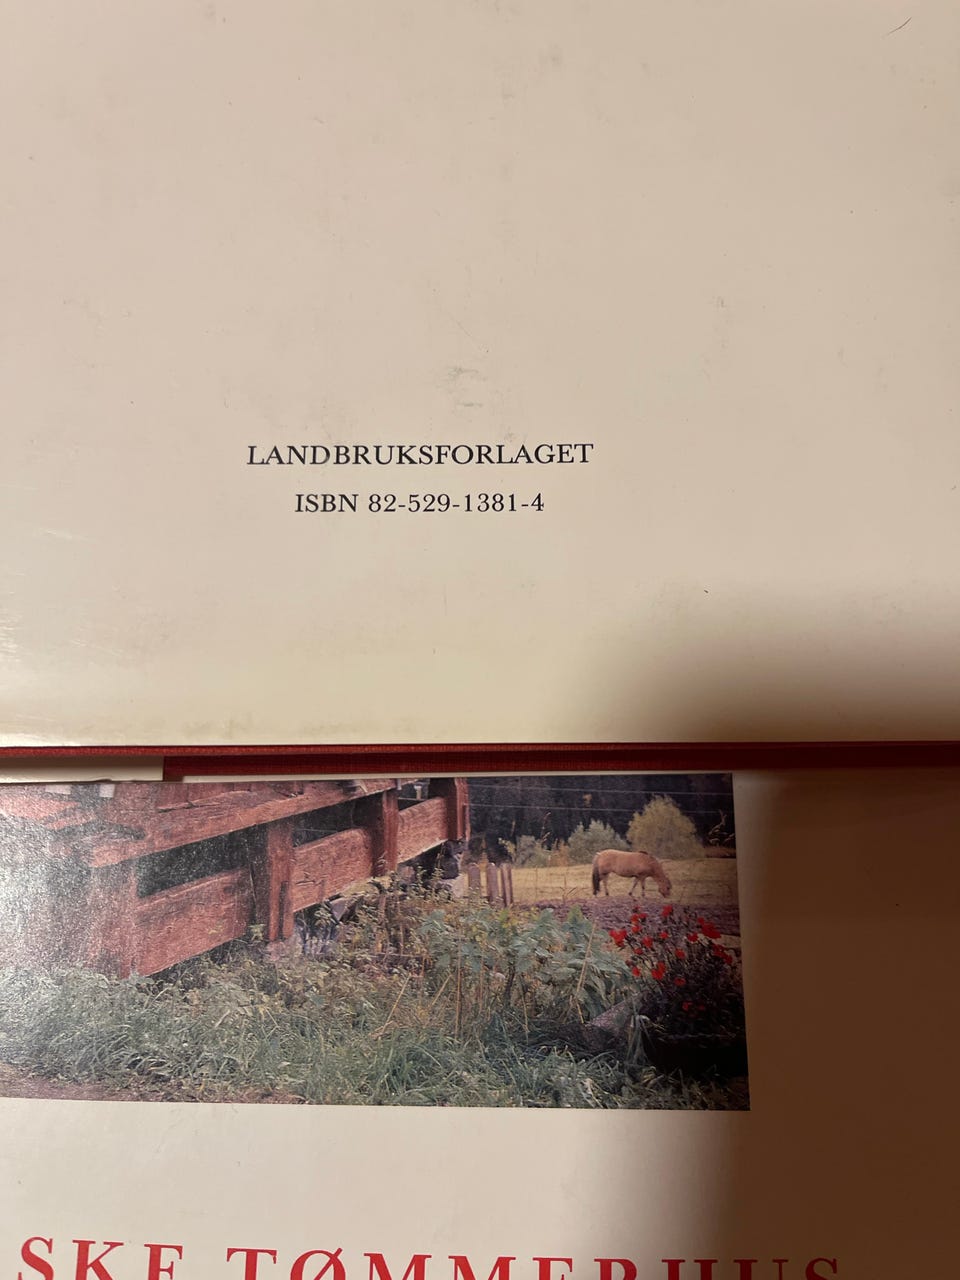 LANDBRUKSFORLAGET
ISBN 82-529-1381-4
SKE TØMMERHUS